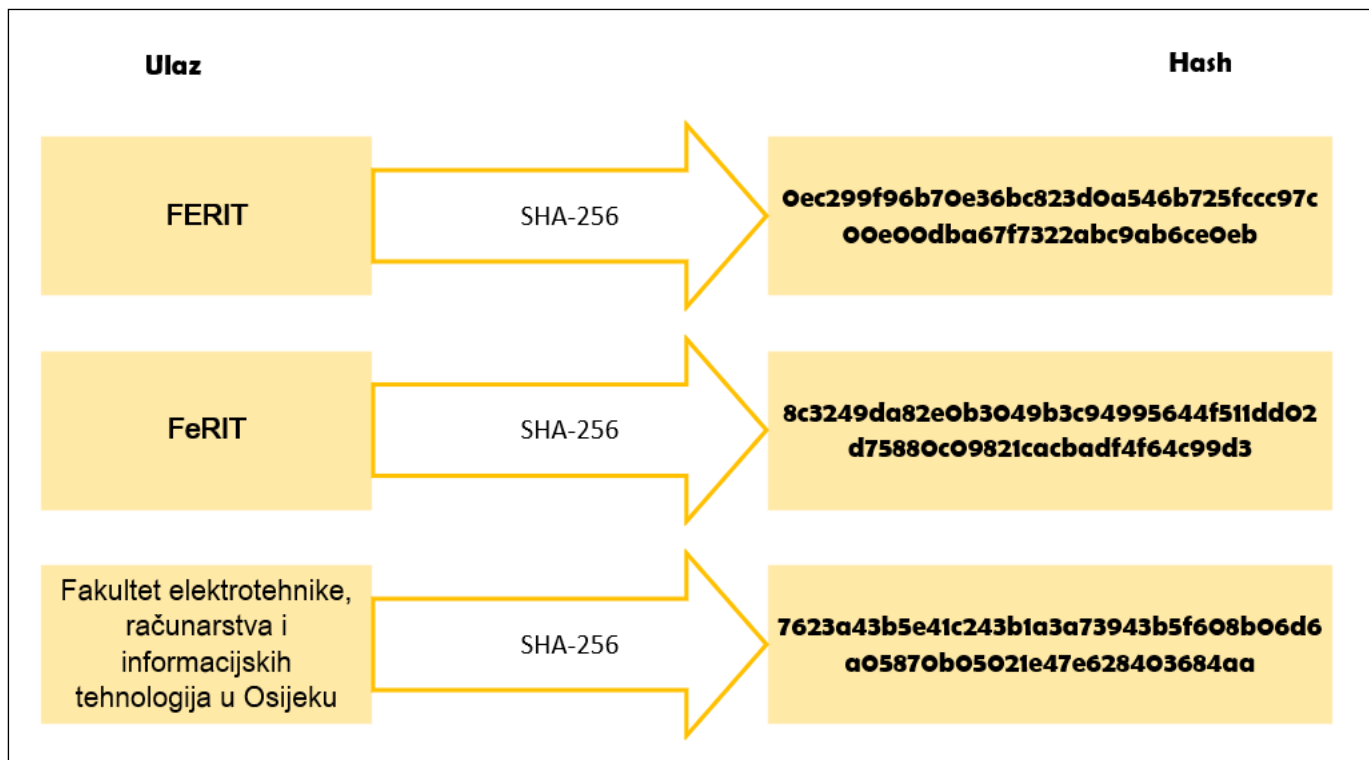 Ulaz
Hash
FERIT
SHA-256
0ec299f96b70e36bc823d0a546b725fccc97c
00e00dba67f7322abc9ab6ce0eb
FeRIT
SHA-256
8c3249da82e0b3049b3c94995644f511dd02
d75880c09821cacbadf4f64c99d3
Fakultet elektrotehnike,
računarstva i
informacijskih
tehnologija u Osijeku
SHA-256
7623a43b5e41c243b1a3a73943b5f608b06d6
a05870b05021e47e628403684aa